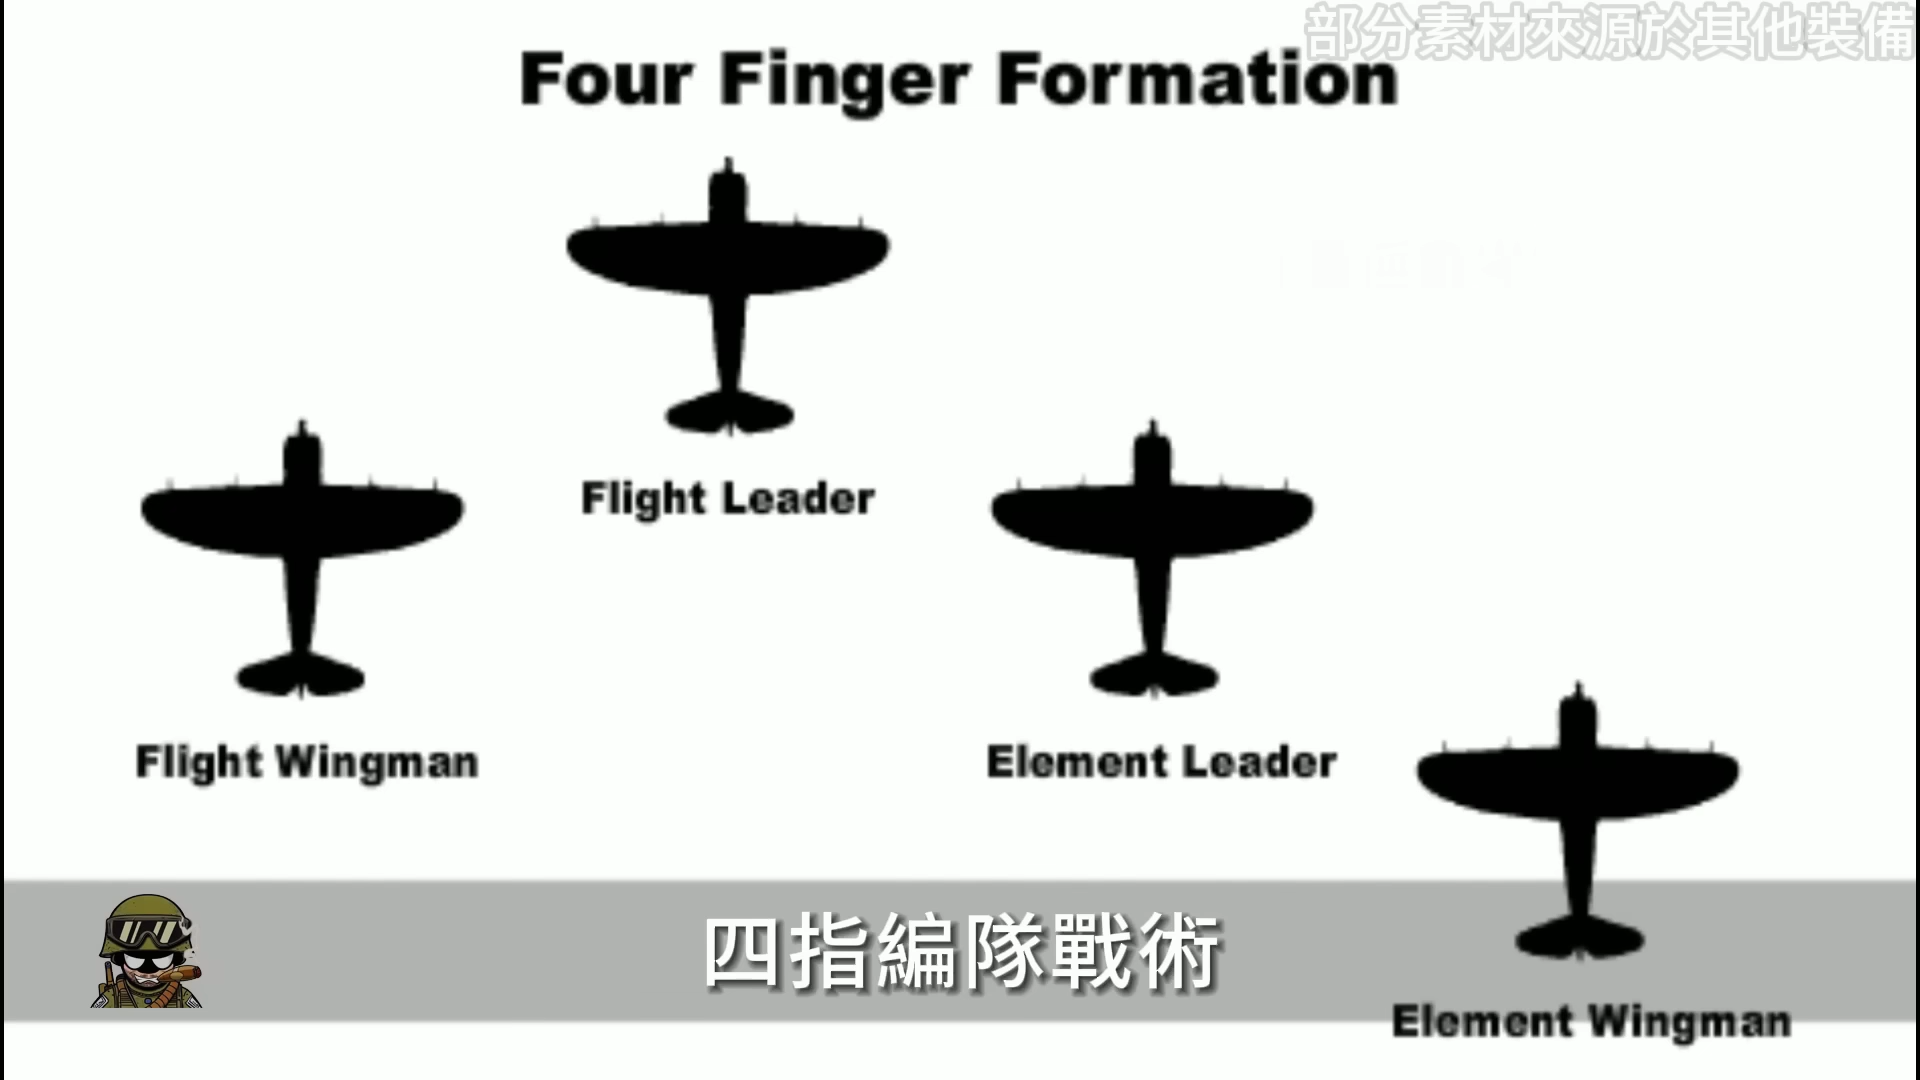 部分素材來源於其他裝備
Four Finger Formation
Flight Leader
Flight Wingman
Element Leader
四指編隊戰術
Element Wingman